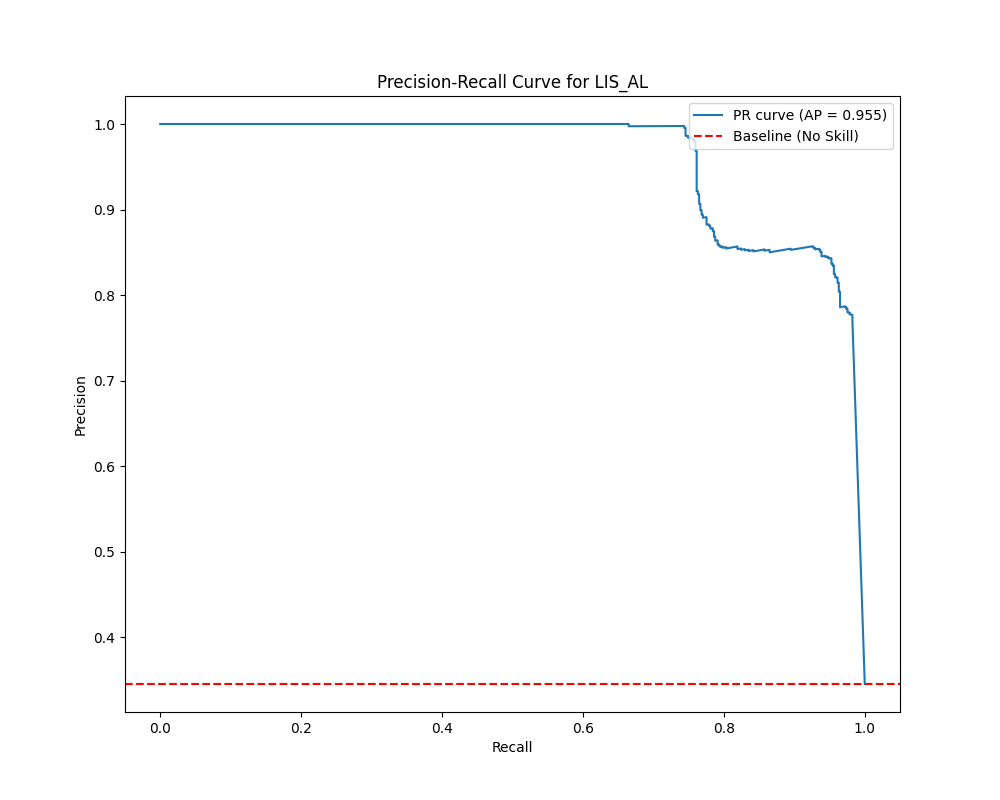 Precision-Recall Curve for LIS_AL
PR curve (AP = 0.955)
Baseline (No Skill)
1.0
0.9
0.8
0.7
0.6
0.5
0.4
Precision
0.0 0.2 0.4 0.6 0.8 1.0
Recall